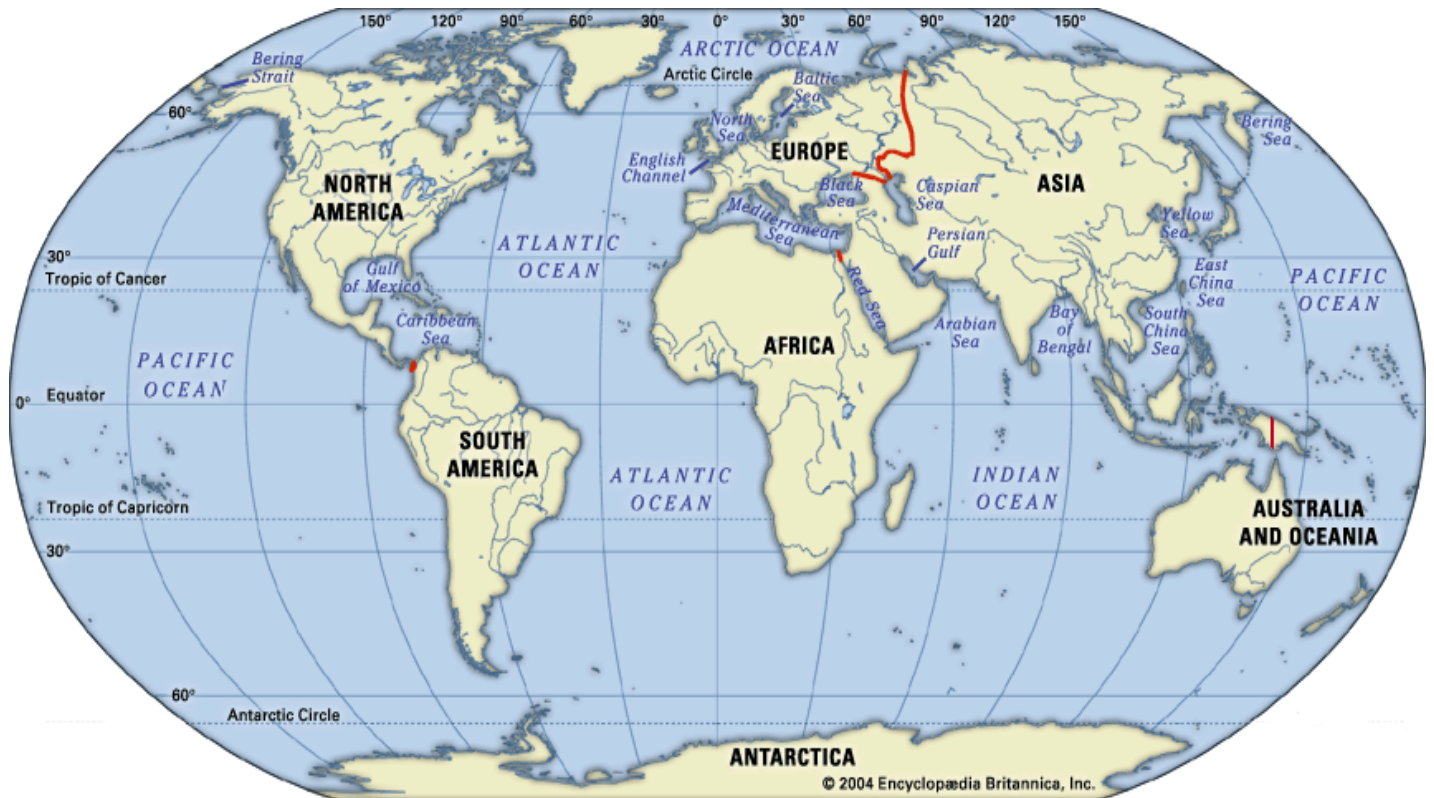 150° 120° 90° 60° 30° 0° 30° 60° 90° 120° 150°
ARCTIC OCEAN
Arctic Circle
Bering
Strait
Baltic
Sea
60°
North
Sea
Bering
Sea
EUROPE
English
Channel
NORTH
AMERICA
ASIA
Black
Sea
Caspian
Sea
Mediterranean
Sea
Yellow
Sea
ATLANTIC
OCEAN
Persian
Gulf
30°
Tropic of Cancer
Gulf
of Mexico
Red Sea
East
China
Sea
PACIFIC
OCEAN
Caribbean
Sea
Arabian
Sea
Bay
of
Bengal
South
China
Sea
AFRICA
PACIFIC
OCEAN
Equator
0°
SOUTH
AMERICA
ATLANTIC
OCEAN
INDIAN
OCEAN
Tropic of Capricorn
AUSTRALIA
AND OCEANIA
30°
60°
Antarctic Circle
ANTARCTICA
© 2004 Encyclopædia Britannica, Inc.